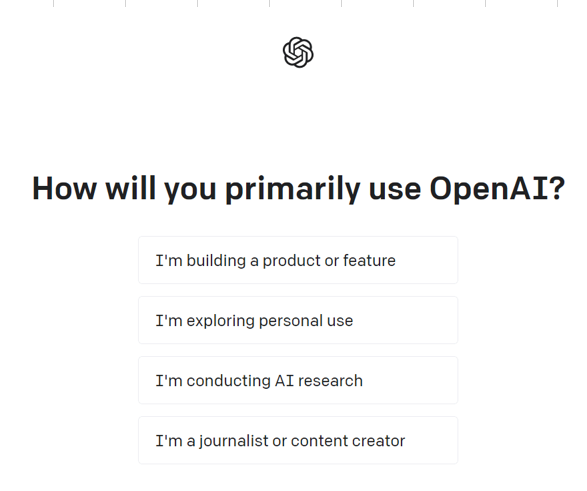 How will you primarily use OpenAI?
I'm building a product or feature
I'm exploring personal use
I'm conducting AI research
I'm a journalist or content creator